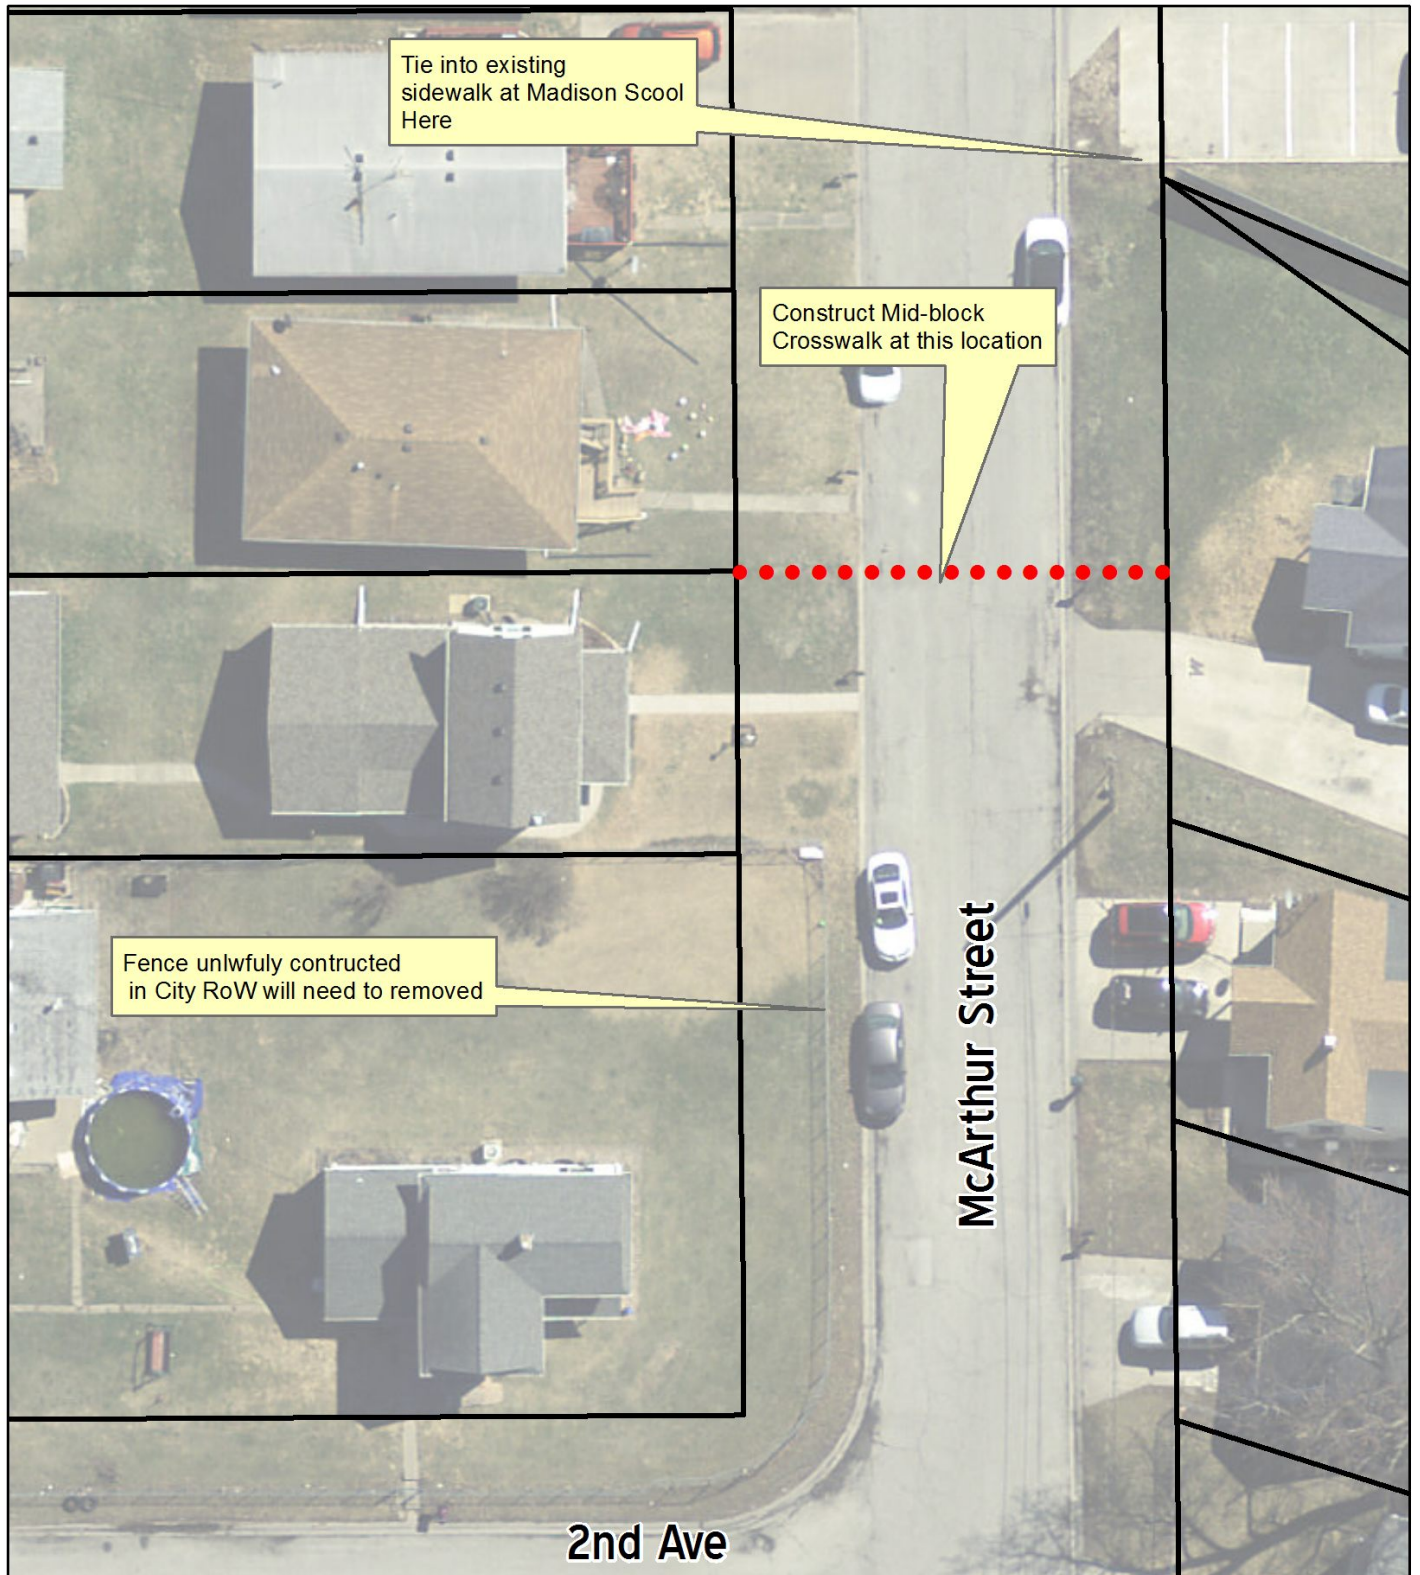 Tie into existing
sidewalk at Madison Scool
Here
Construct Mid-block
Crosswalk at this location
Fence unlwfuly contructed
in City RoW will need to removed
McArthur Street
2nd Ave